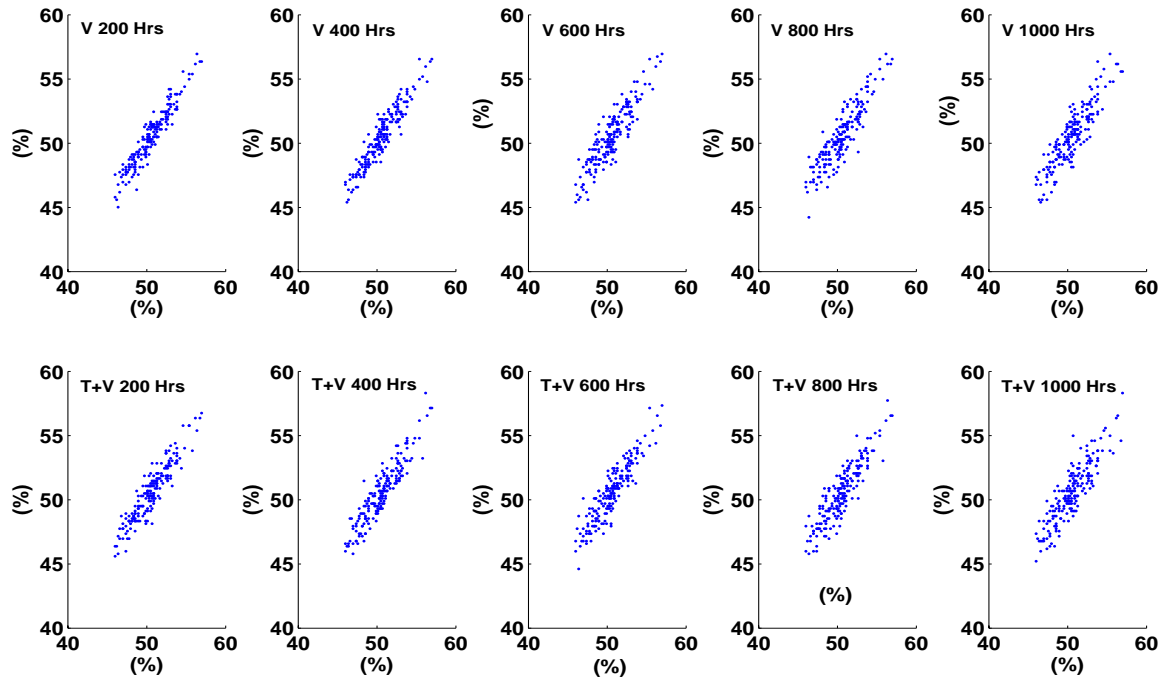 V 200 Hrs
V 400 Hrs
V 600 Hrs
V 800 Hrs
V 1000 Hrs
60 60 60 60 60
55 55 55 55 55
50 50 50 50 50
45 45 45 45 45
40 40 40 40 40
(%) (%) (%) (%) (%)
40 50 60 40 50 60 40 50 60 40 50 60 40 50 60
(%) (%) (%) (%) (%)
T+V 200 Hrs
T+V 400 Hrs
T+V 600 Hrs
T+V 800 Hrs
T+V 1000 Hrs
60 60 60 60 60
55 55 55 55 55
50 50 50 50 50
45 45 45 45 45
40 40 40 40 40
(%) (%) (%) (%) (%)
(%)
40 50 60 40 50 60 40 50 60 40 50 60 40 50 60
(%) (%) (%) (%)